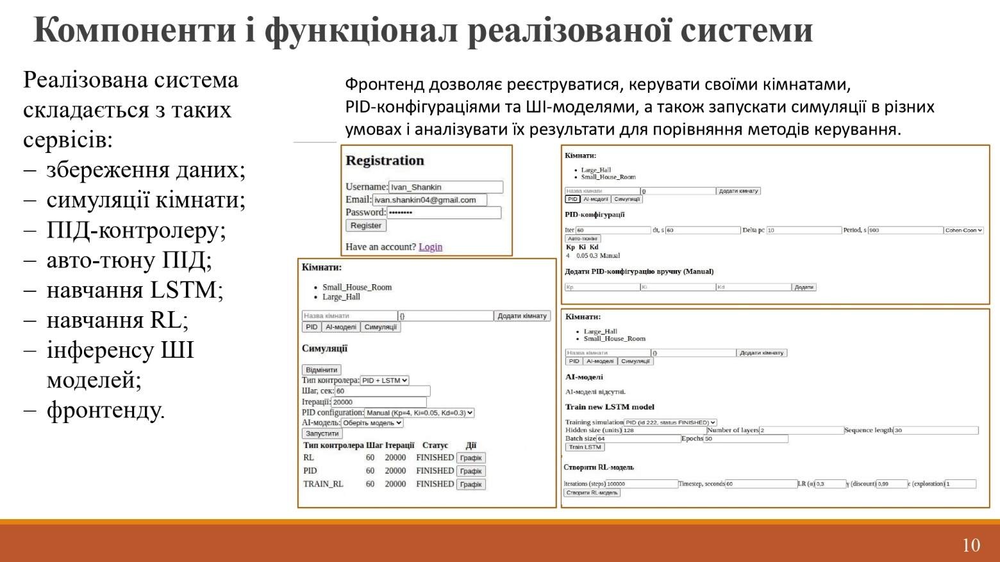 Компоненти і функціонал реалізованої системи
Реалізована система
складається з таких
сервісів:
– збереження даних;
– симуляції кімнати;
– ПІД-контролеру;
– авто-тюну ПІД;
– навчання LSTM;
– навчання RL;
– інференсу ШІ
моделей;
– фронтенду.
Фронтенд дозволяє реєструватися, керувати своїми кімнатами,
PID-конфігураціями та ШІ-моделями, а також запускати симуляції в різних
умовах і аналізувати їх результати для порівняння методів керування.
Registration
Username: Ivan_Shankin
Email: ivan.shankin04@gmail.com
Password: ••••••••
Register
Have an account? Login
Кімнати:
• Small_House_Room
• Large_Hall
Назва кімнати {} Додати кімнату
PID AI-моделі Симуляції
Симуляції
Відмінити
Тип контролера: PID + LSTM
Шаг, сек: 60
Ітерації: 20000
PID configuration: Manual (Kp=4, Ki=0.05, Kd=0.3)
AI-модель: Оберіть модель
Запустити
Тип контролера Шаг Ітерації Статус Дії
RL 60 20000 FINISHED Графік
PID 60 20000 FINISHED Графік
TRAIN_RL 60 20000 FINISHED Графік
Кімнати:
• Large_Hall
• Small_House_Room
Назва кімнати {} Додати кімнату
PID AI-моделі Симуляції
PID-конфігурації
Iter 60 dt, s 60 Delta pc 10 Period, s 900 Cohen-Coon
Авто-тюнінг
Kp Ki Kd
4 0.05 0.3 Manual
Додати PID-конфігурацію вручну (Manual)
Kp Ki Kd Додати
Кімнати:
• Large_Hall
• Small_House_Room
Назва кімнати {} Додати кімнату
PID AI-моделі Симуляції
AI-моделі
AI-моделі відсутні.
Train new LSTM model
Training simulation PID (id 222, status FINISHED)
Hidden size (units) 128 Number of layers 2 Sequence length 30
Batch size 64 Epochs 50
Train LSTM
Створити RL-модель
Iterations (steps) 100000 Timestep, seconds 60 LR (α) 0,3 γ (discount) 0,99 ε (exploration) 1
Створити RL-модель
10